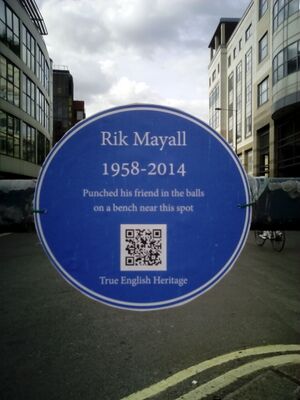 Rik Mayall
1958-2014
Punched his friend in the balls
on a bench near this spot
True English Heritage